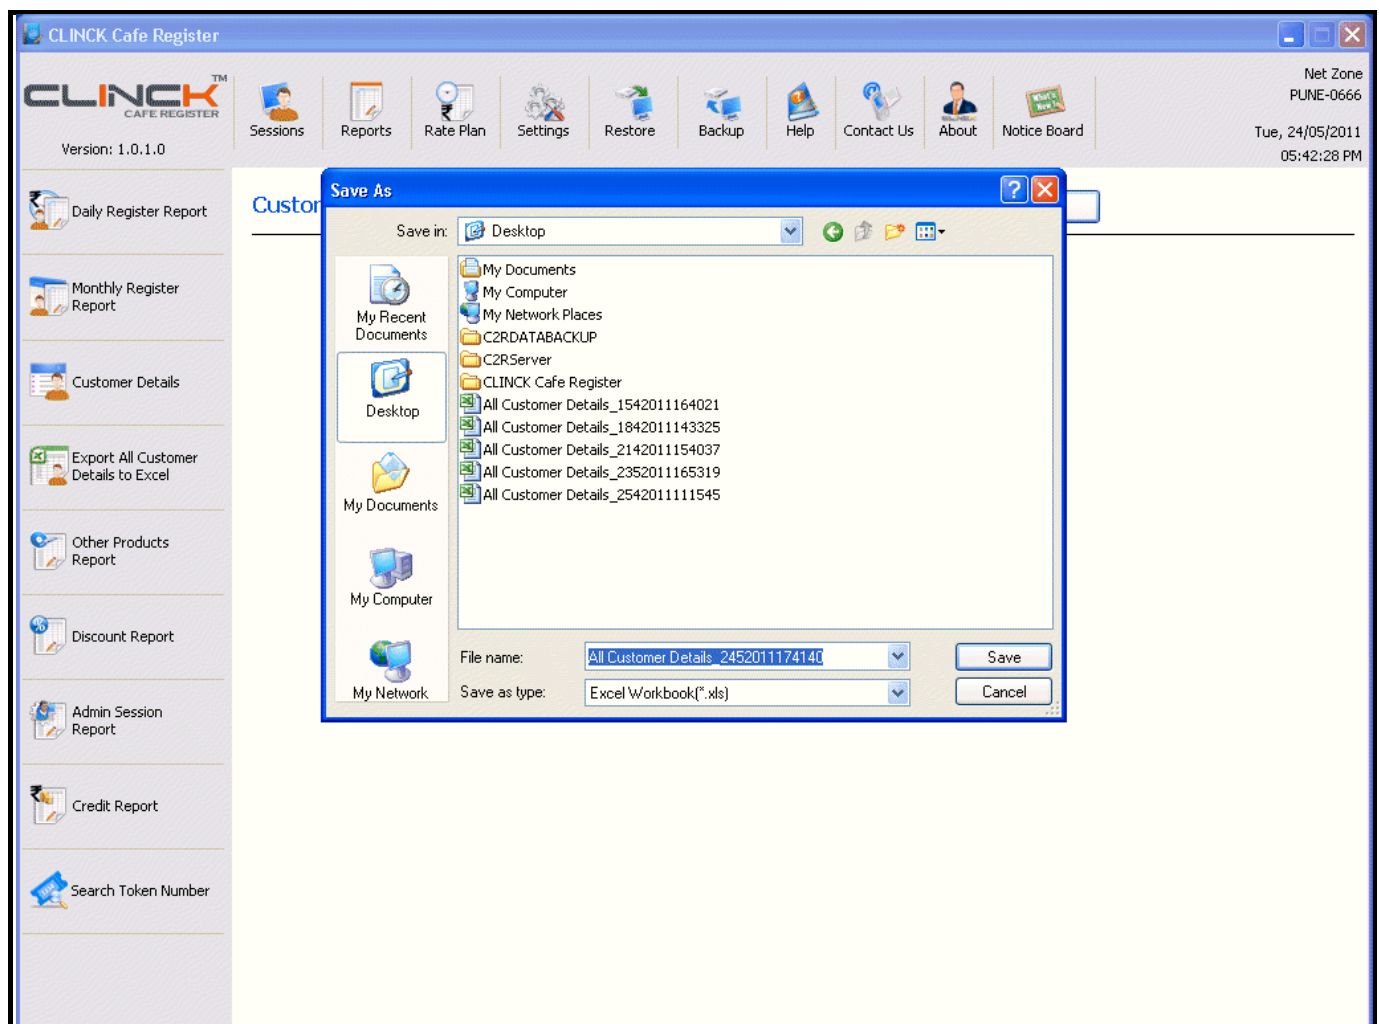 CLINCK Cafe Register
CLINCK TM
CAFE REGISTER
Version: 1.0.1.0
Sessions
Reports
Rate Plan
Settings
Restore
Backup
Help
Contact Us
About
Notice Board
Net Zone
PUNE-0666
Tue, 24/05/2011
05:42:28 PM
Daily Register Report
Monthly Register
Report
Customer Details
Export All Customer
Details to Excel
Other Products
Report
Discount Report
Admin Session
Report
Credit Report
Search Token Number
Custor
Save As
Save in:
Desktop
My Recent
Documents
Desktop
My Documents
My Computer
My Network
My Documents
My Computer
My Network Places
C2RDATABACKUP
C2RServer
CLINCK Cafe Register
All Customer Details_1542011164021
All Customer Details_1842011143325
All Customer Details_2142011154037
All Customer Details_2352011165319
All Customer Details_2542011111545
File name:
All Customer Details_2452011174140
Save
Save as type:
Excel Workbook(*.xls)
Cancel